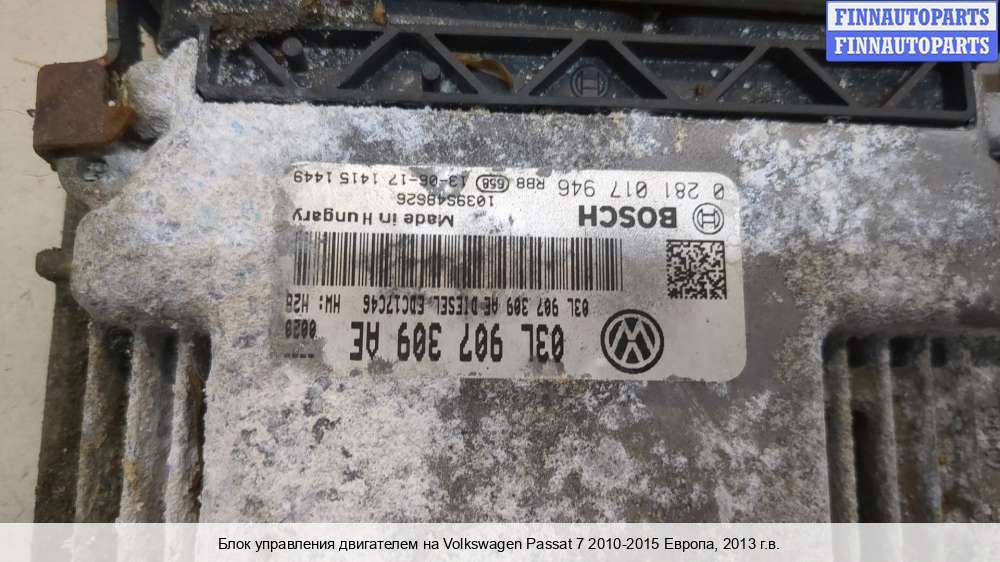 FINNAUTOPARTS
FINNAUTOPARTS
03L 907 309 AE
0020
03L 907 309 AE DIESEL EDC17C46 HW: H28
BOSCH
Made in Hungary
1039S48626
0 281 017 946 RBB 658 13-06-17 1415 1449
Блок управления двигателем на Volkswagen Passat 7 2010-2015 Европа, 2013 г.в.